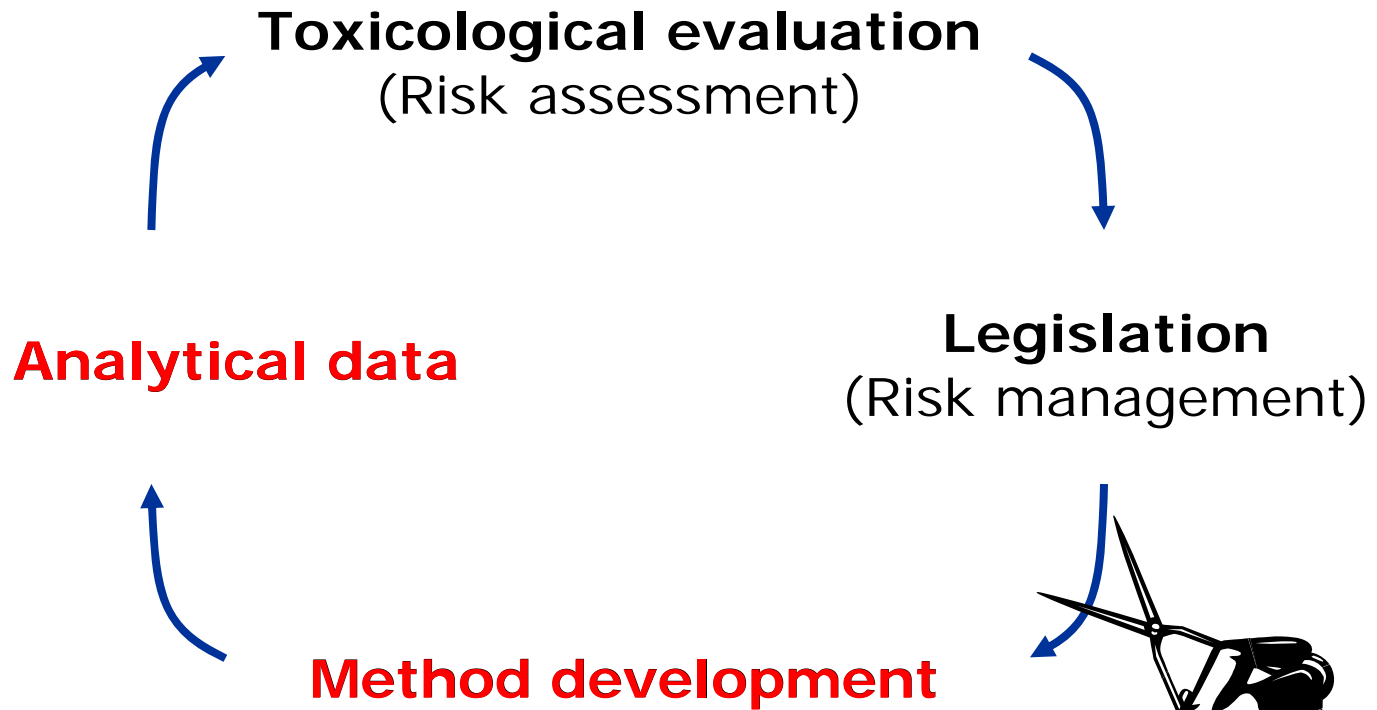 Toxicological evaluation
(Risk assessment)
Legislation
(Risk management)
Analytical data
Method development